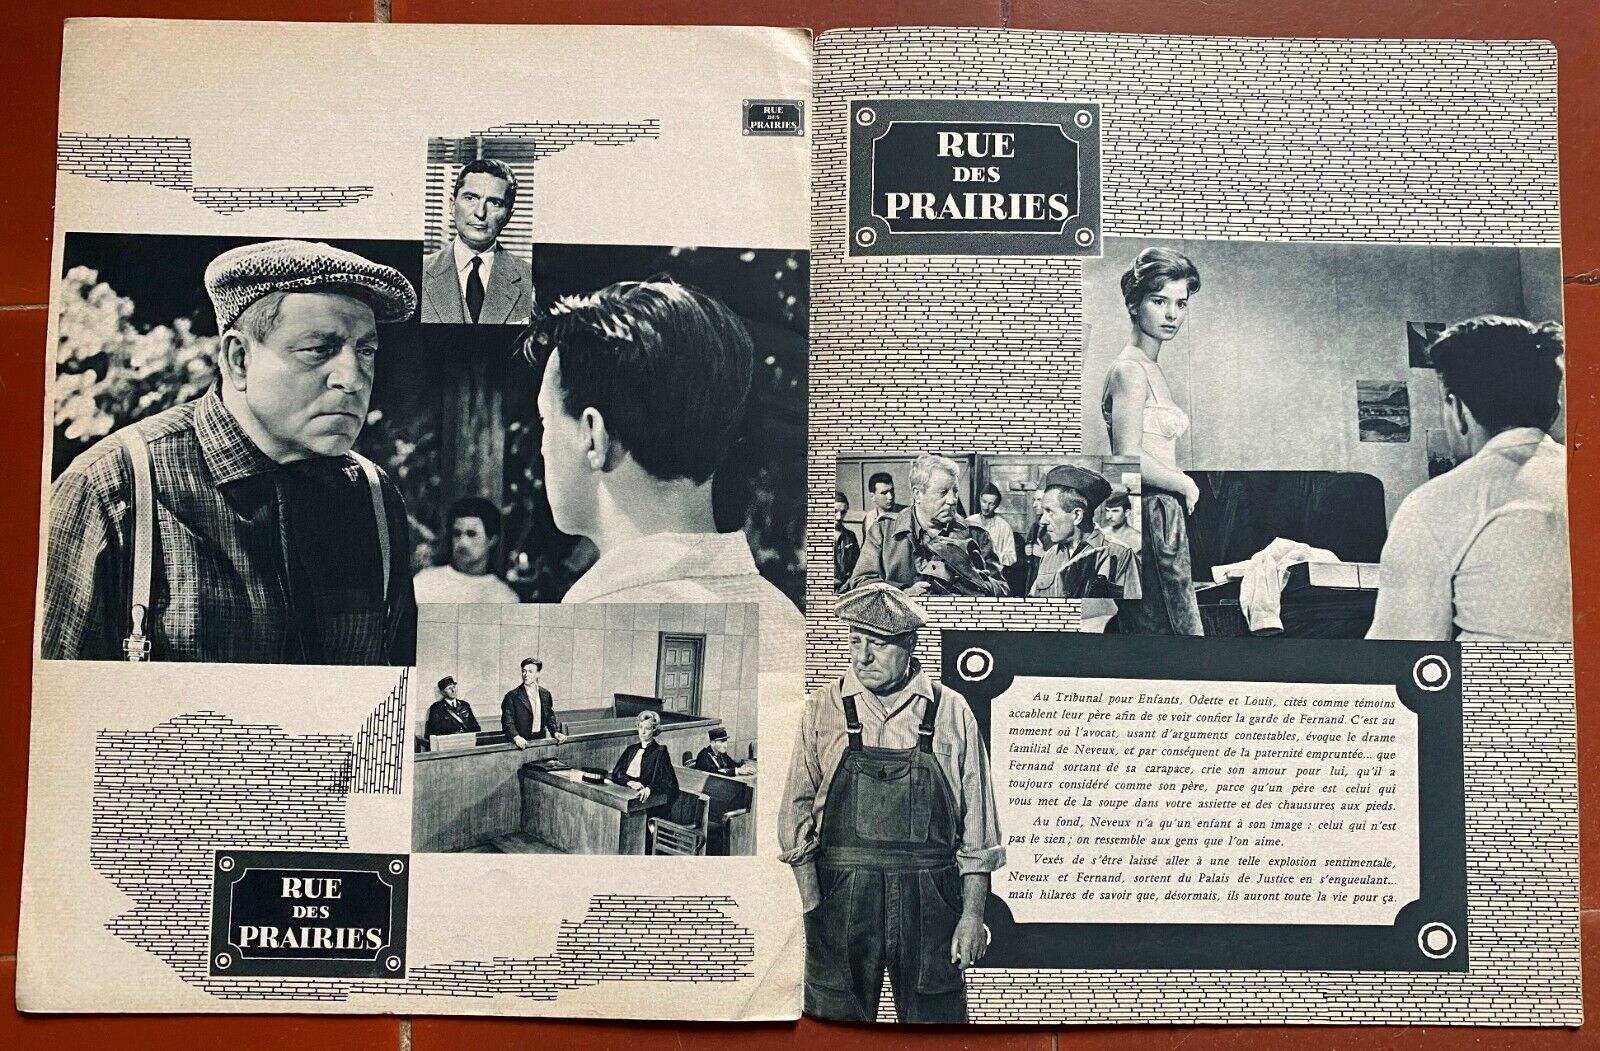 RUE
DES
PRAIRIES
RUE
DES
PRAIRIES
RUE
DES
PRAIRIES
Au Tribunal pour Enfants, Odette et Louis, cités comme témoins
accablent leur père afin de se voir confier la garde de Fernand. C'est au
moment où l'avocat, usant d'arguments contestables, évoque le drame
familial de Neveux, et par conséquent de la paternité empruntée... que
Fernand sortant de sa carapace, crie son amour pour lui, qu'il a
toujours considéré comme son père, parce qu'un père est celui qui
vous met de la soupe dans votre assiette et des chaussures aux pieds.
Au fond, Neveux n'a qu'un enfant à son image : celui qui n'est
pas le sien ; on ressemble aux gens que l'on aime.
Vexés de s'être laissé aller à une telle explosion sentimentale,
Neveux et Fernand, sortent du Palais de Justice en s'engueulant...
mais hilares de savoir que, désormais, ils auront toute la vie pour ça.